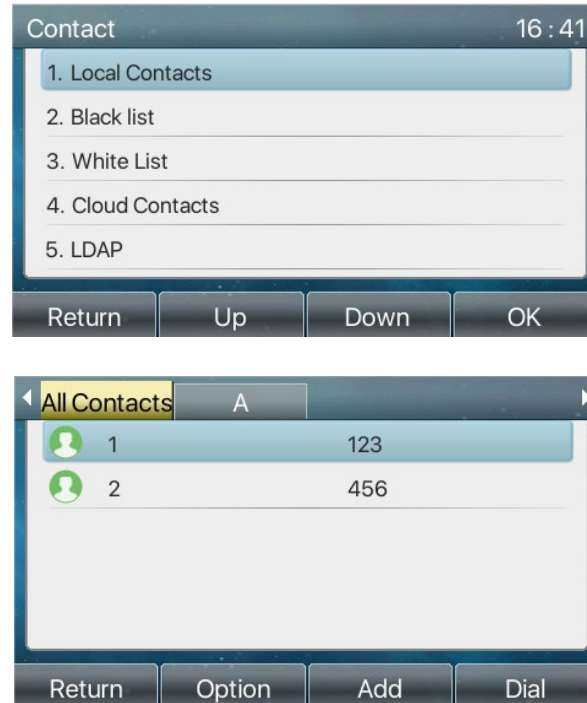 Contact 16 : 41
1. Local Contacts
2. Black list
3. White List
4. Cloud Contacts
5. LDAP
Return Up Down OK
All Contacts A
1 123
2 456
Return Option Add Dial